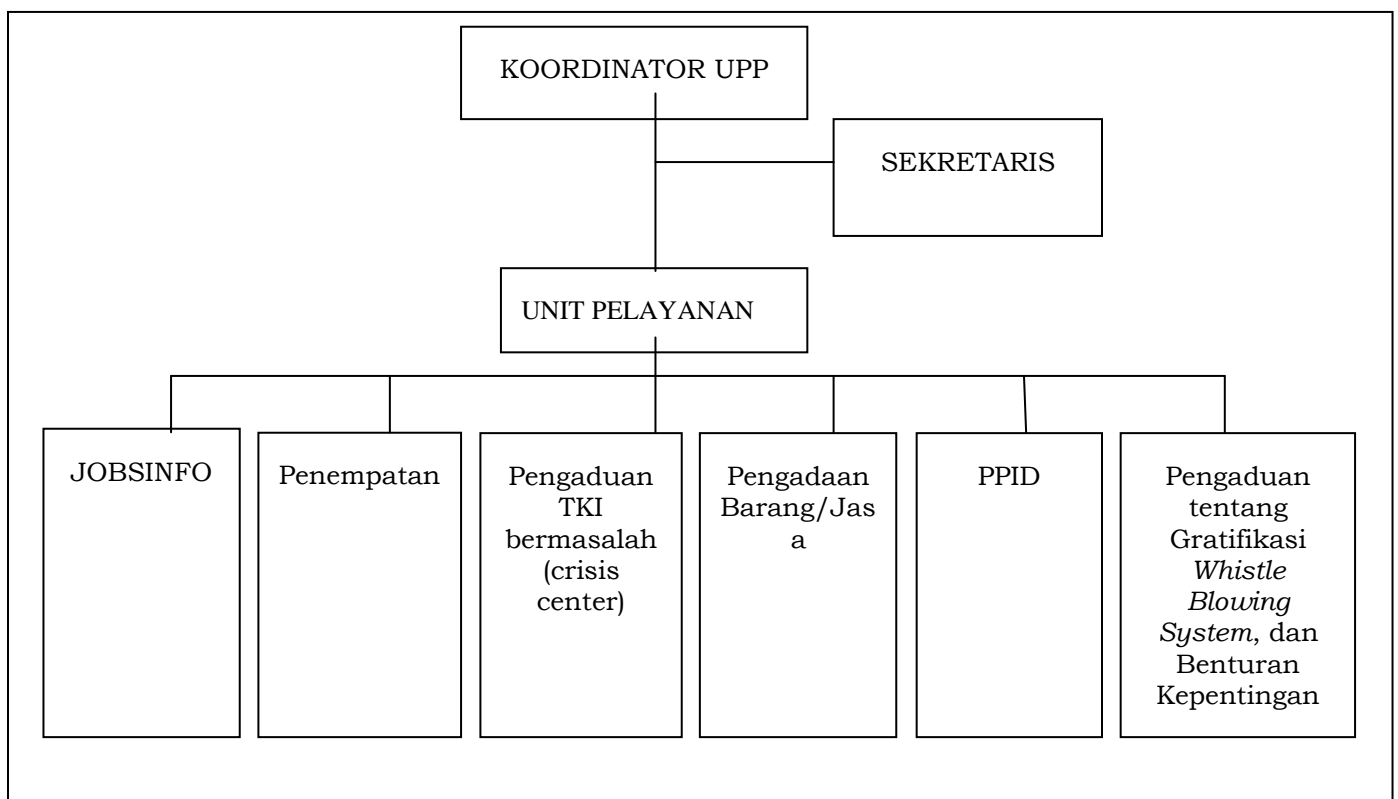 KOORDINATOR UPP
SEKRETARIS
UNIT PELAYANAN
JOBSINFO
Penempatan
Pengaduan
TKI
bermasalah
(crisis
center)
Pengadaan
Barang/Jas
a
PPID
Pengaduan
tentang
Gratifikasi
Whistle
Blowing
System, dan
Benturan
Kepentingan